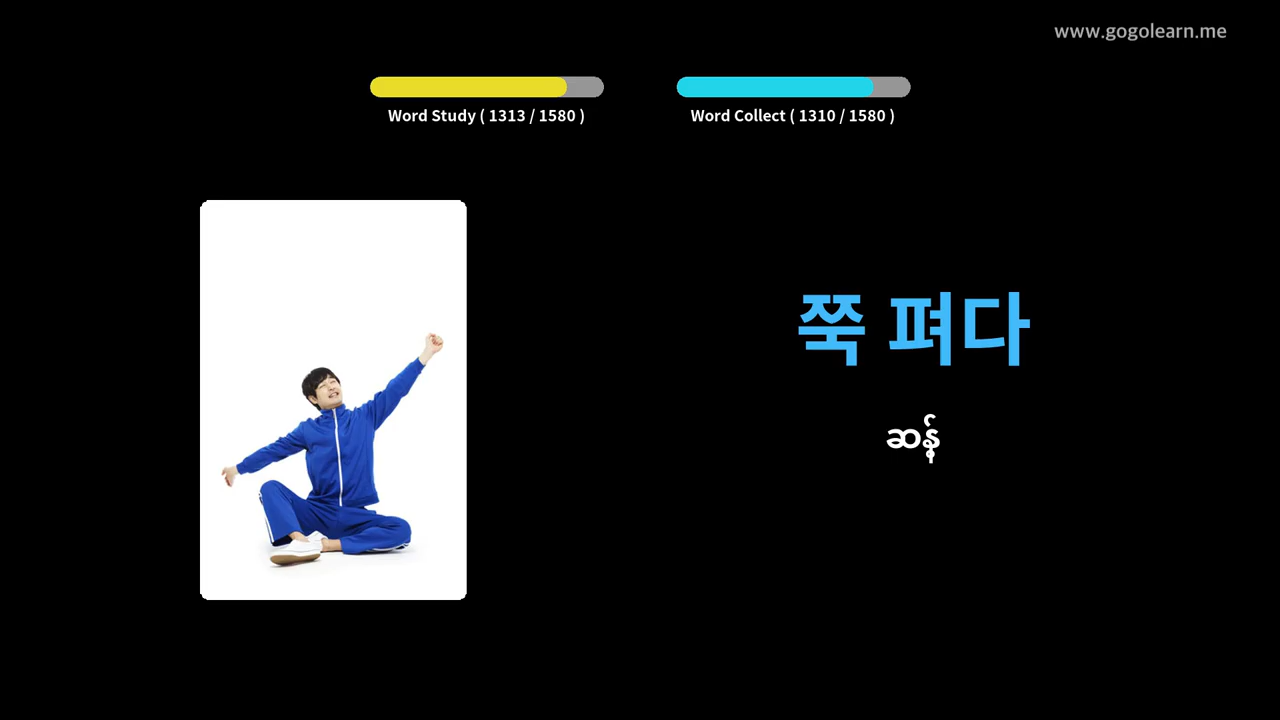 www.gogolearn.me
Word Study ( 1313 / 1580 )
Word Collect ( 1310 / 1580 )
쭉 펴다
ဆန့်